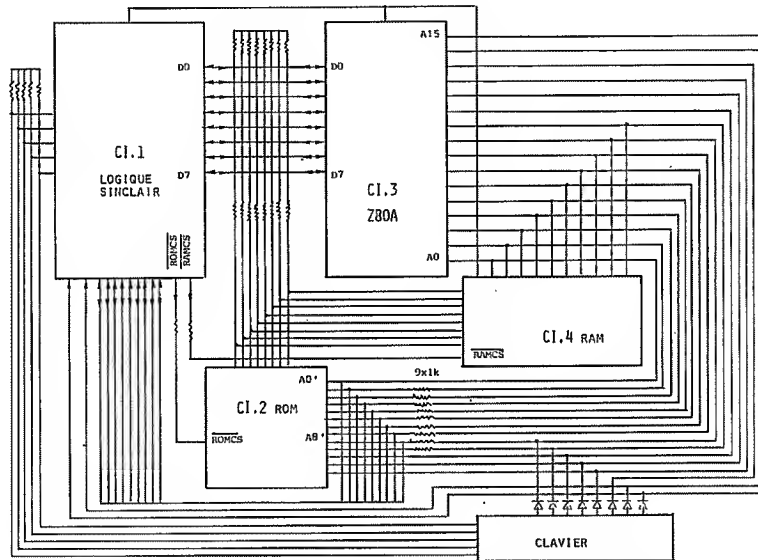 A15
D0
D0
CI.1
LOGIQUE
SINCLAIR
D7
D7
CI.3
Z80A
ROMCS
RAMCS
A0
CI.4 RAM
RAMCS
9x1k
A0'
CI.2 ROM
A8'
ROMCS
CLAVIER